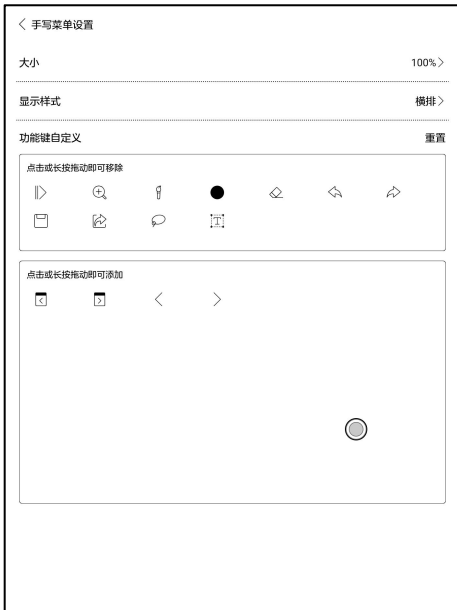 手写菜单设置
大小 100%
显示样式 横排
功能键自定义 重置
点击或长按拖动即可移除
T
点击或长按拖动即可添加